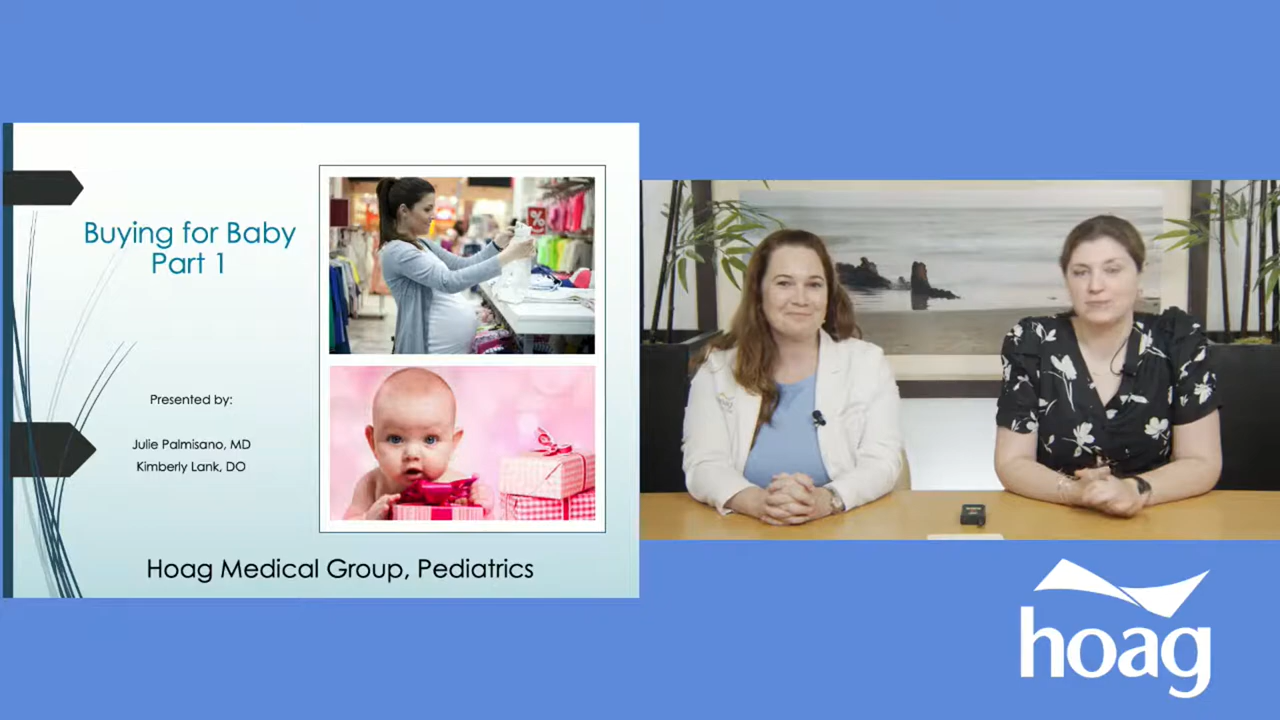 Buying for Baby
Part 1
Presented by:
Julie Palmisano, MD
Kimberly Lank, DO
Hoag Medical Group, Pediatrics
%
hoag